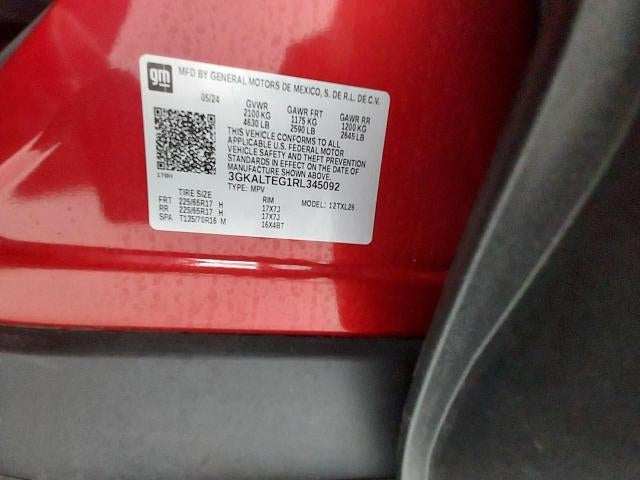 gm MFD BY GENERAL MOTORS DE MEXICO, S. DE R.L. DE C.V.
05/24 GVWR GAWR FRT GAWR RR
2100 KG 1175 KG 1200 KG
4630 LB 2590 LB 2645 LB
THIS VEHICLE CONFORMS TO ALL
APPLICABLE U.S. FEDERAL MOTOR
VEHICLE SAFETY AND THEFT PREVENTION
STANDARDS IN EFFECT ON THE DATE OF
MANUFACTURE SHOWN ABOVE.
3GKALTEG1RL345092
TYPE: MPV
TIRE SIZE RIM MODEL: 12TXL26
FRT 225/65R17 H 17X7J
RR 225/65R17 H 17X7J
SPA T135/70R16 M 16X4BT